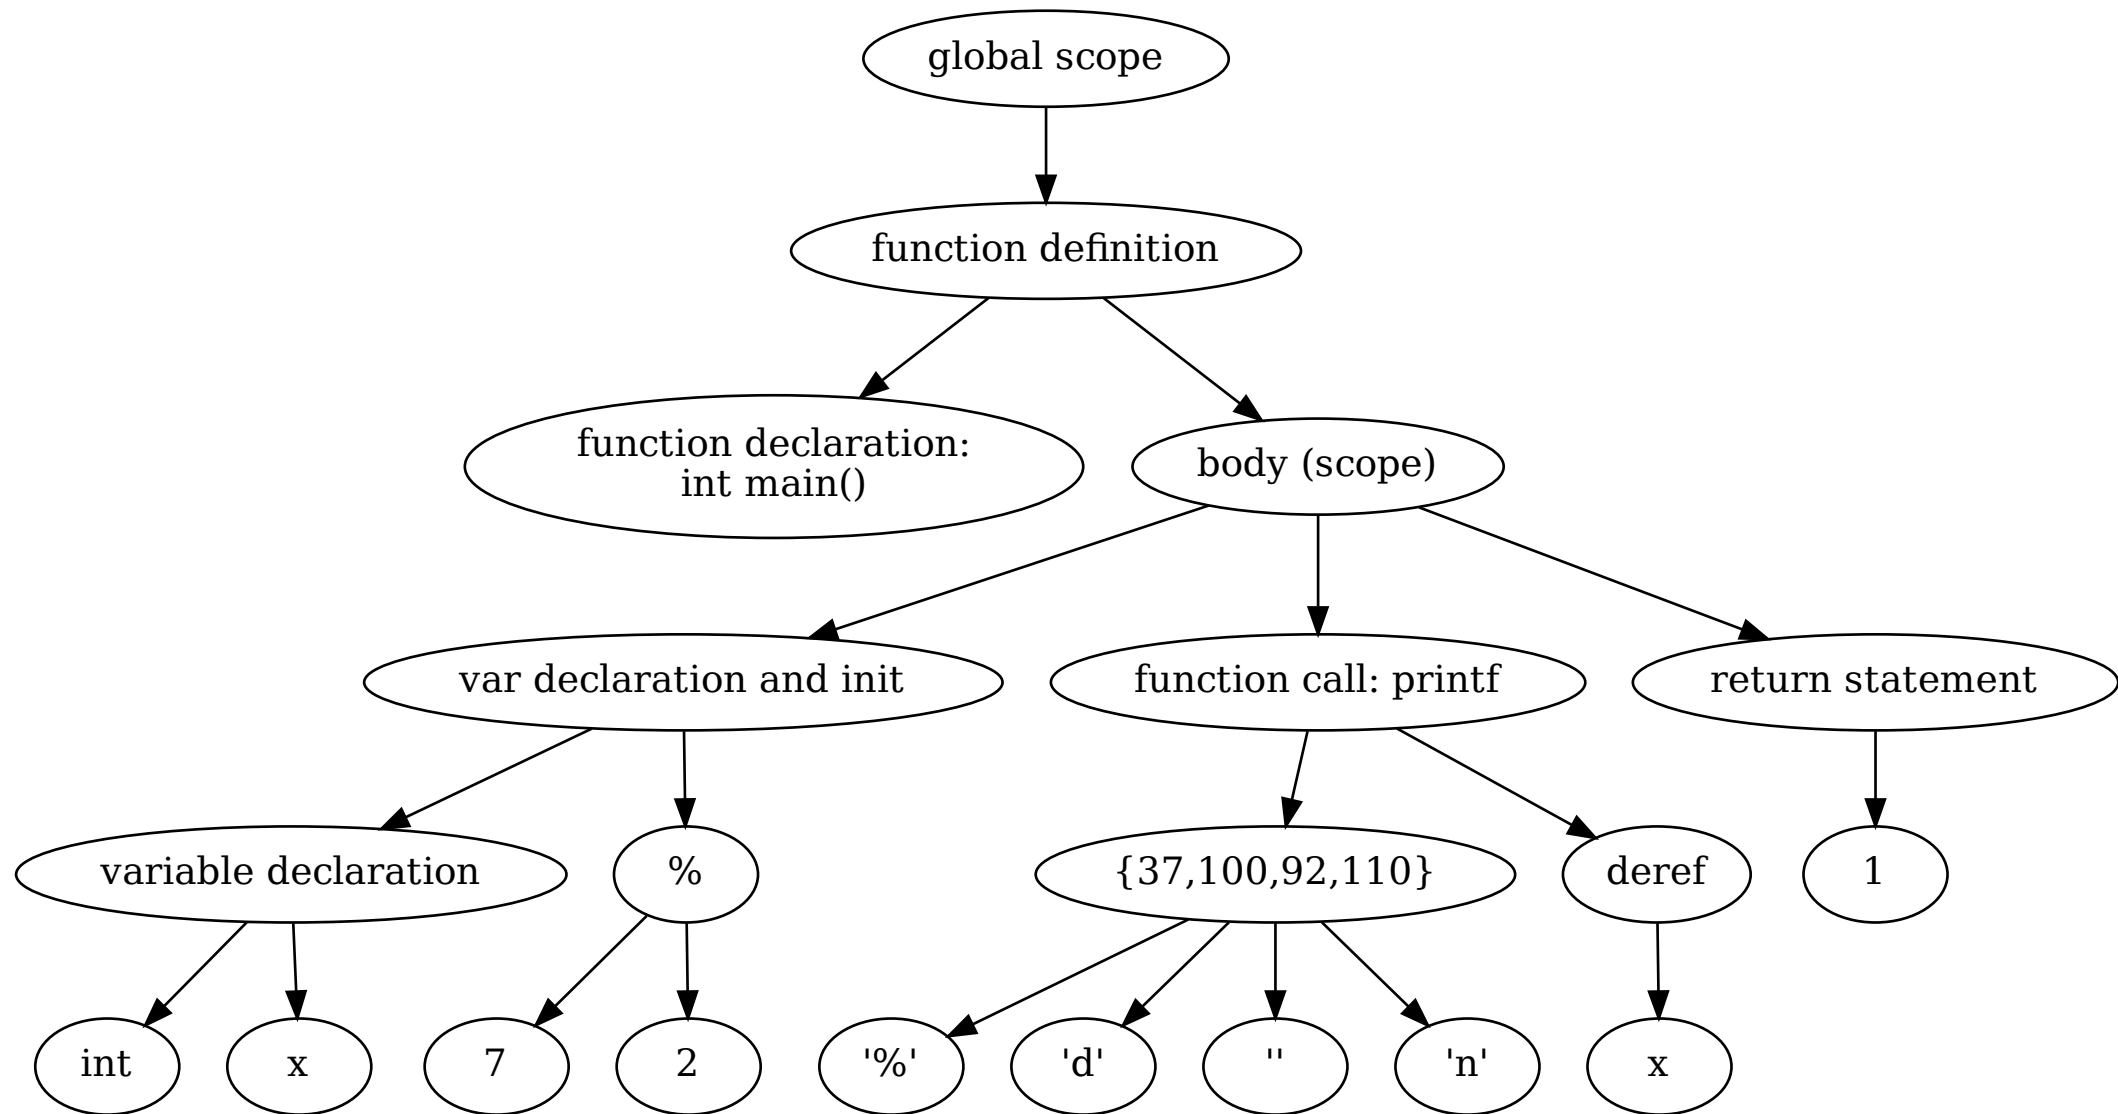 global scope
function definition
function declaration:
int main()
body (scope)
var declaration and init
function call: printf
return statement
variable declaration
%
{37,100,92,110}
deref
1
int
x
7
2
'%'
'd'
''
'n'
x